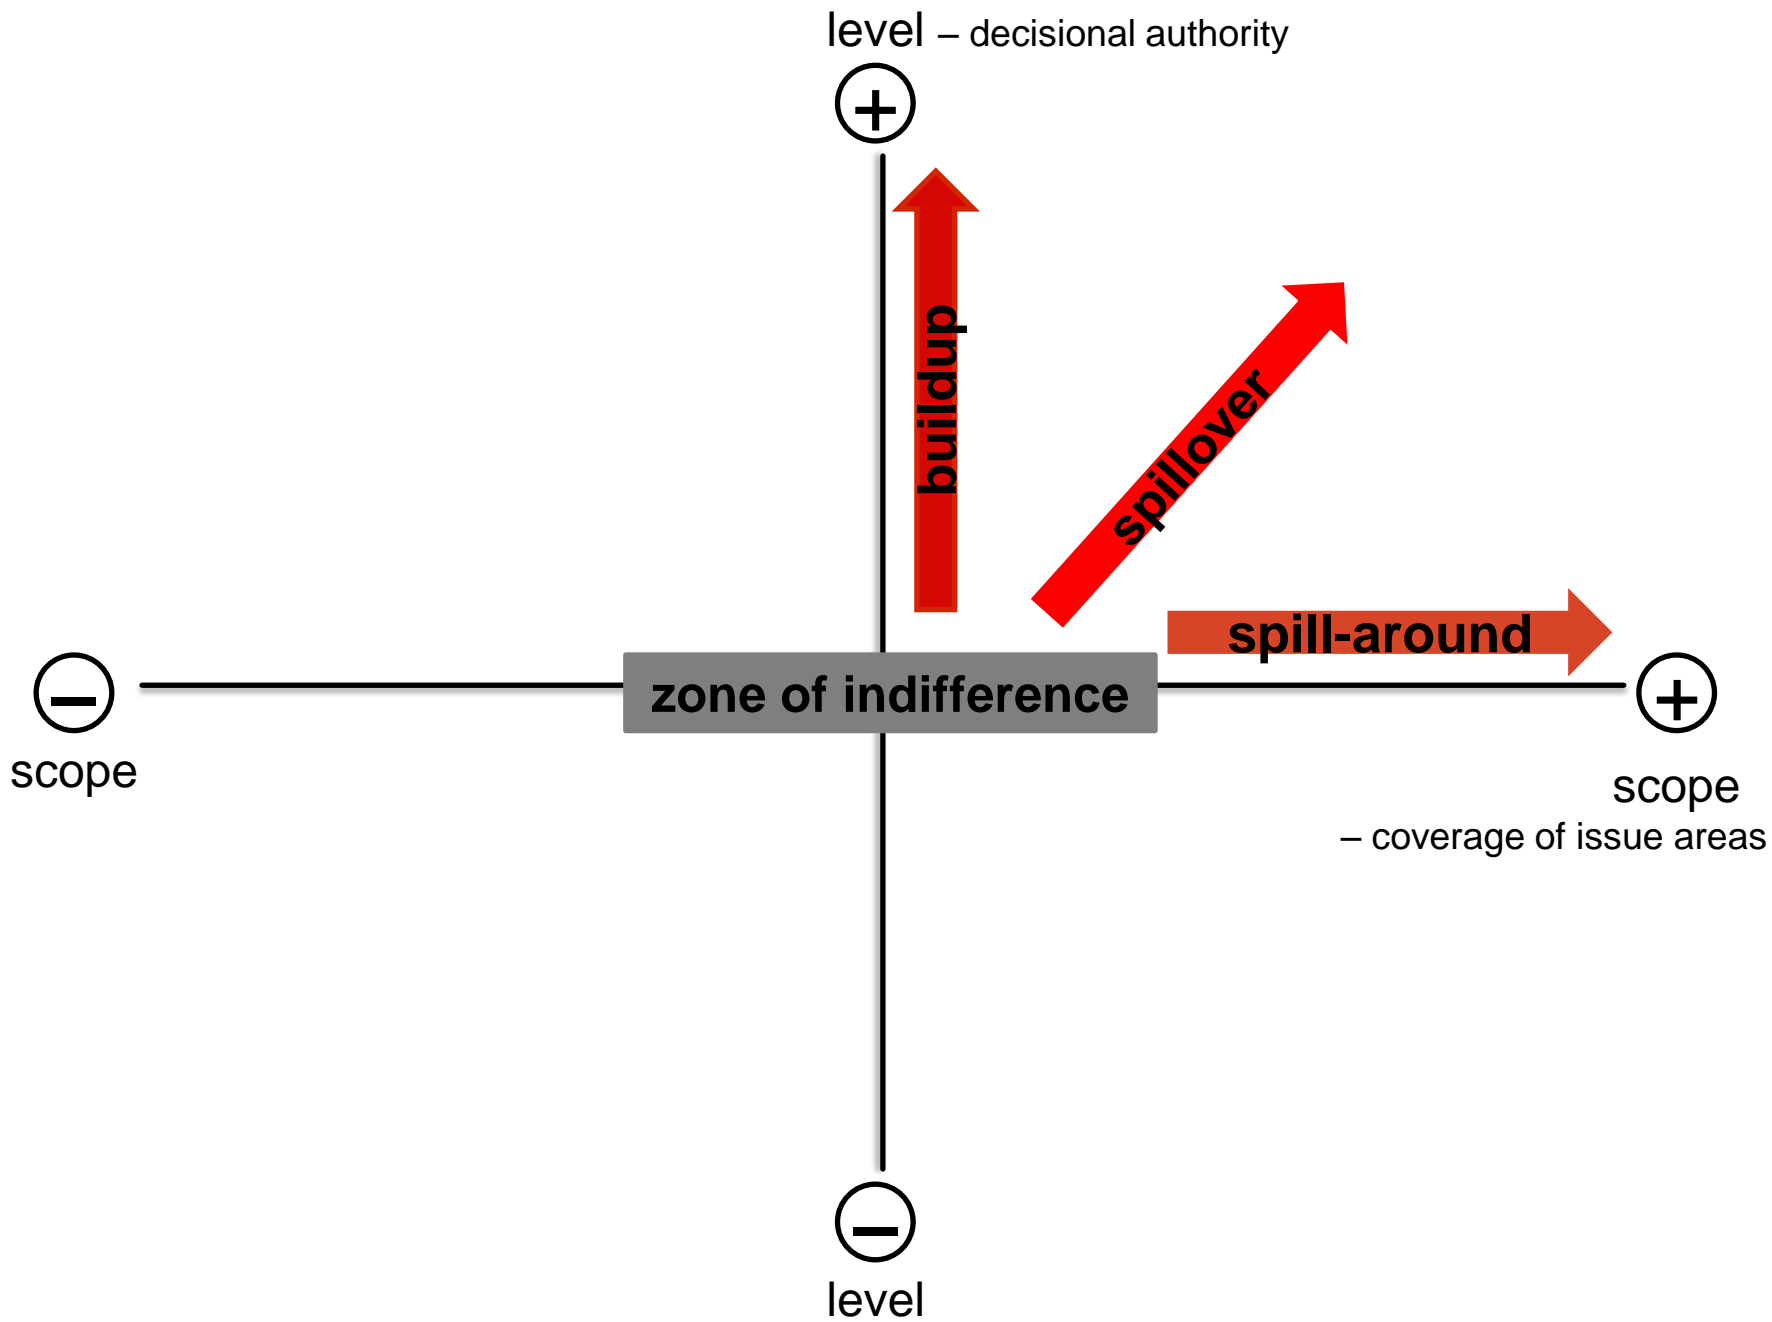 level – decisional authority
+
buildup
spillover
spill-around
zone of indifference
–
+
scope
scope
– coverage of issue areas
–
level